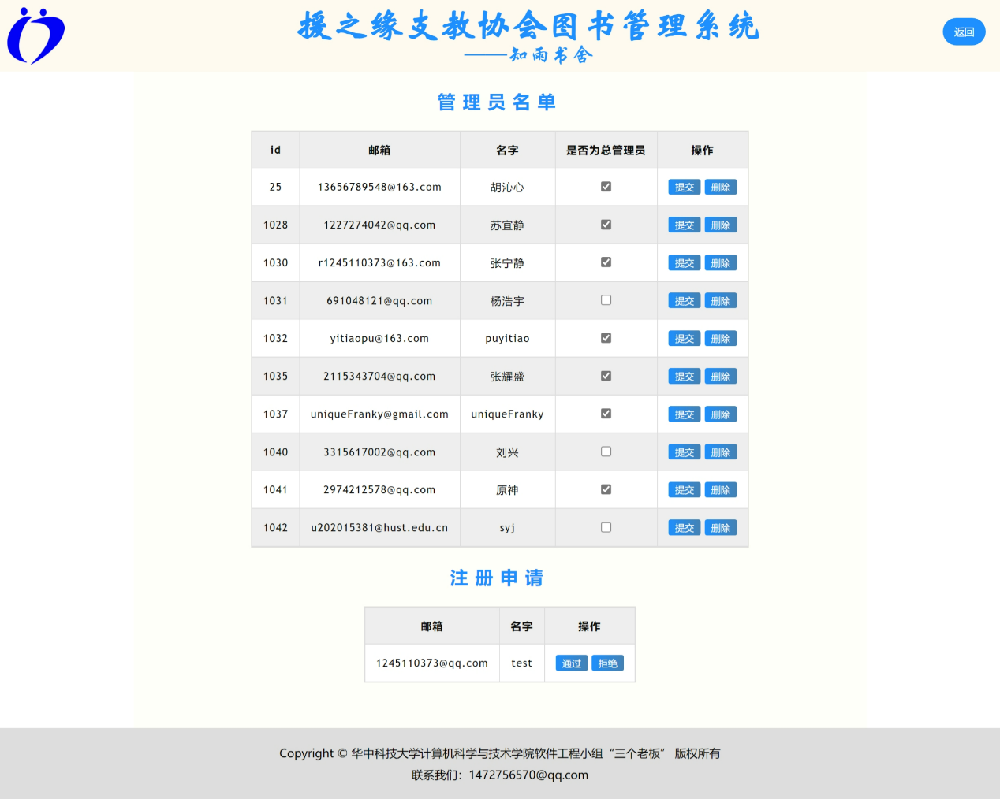 援之缘支教协会图书管理系统
——知雨书舍
返回
管理员名单
id 邮箱 名字 是否为总管理员 操作
25 13656789548@163.com 胡沁心 提交 删除
1028 1227274042@qq.com 苏宜静 提交 删除
1030 r1245110373@163.com 张宁静 提交 删除
1031 691048121@qq.com 杨浩宇 提交 删除
1032 yitiaopu@163.com puyitiao 提交 删除
1035 2115343704@qq.com 张耀盛 提交 删除
1037 uniqueFranky@gmail.com uniqueFranky 提交 删除
1040 3315617002@qq.com 刘兴 提交 删除
1041 2974212578@qq.com 原神 提交 删除
1042 u202015381@hust.edu.cn syj 提交 删除
注册申请
邮箱 名字 操作
1245110373@qq.com test 通过 拒绝
Copyright © 华中科技大学计算机科学与技术学院软件工程小组“三个老板” 版权所有
联系我们：1472756570@qq.com